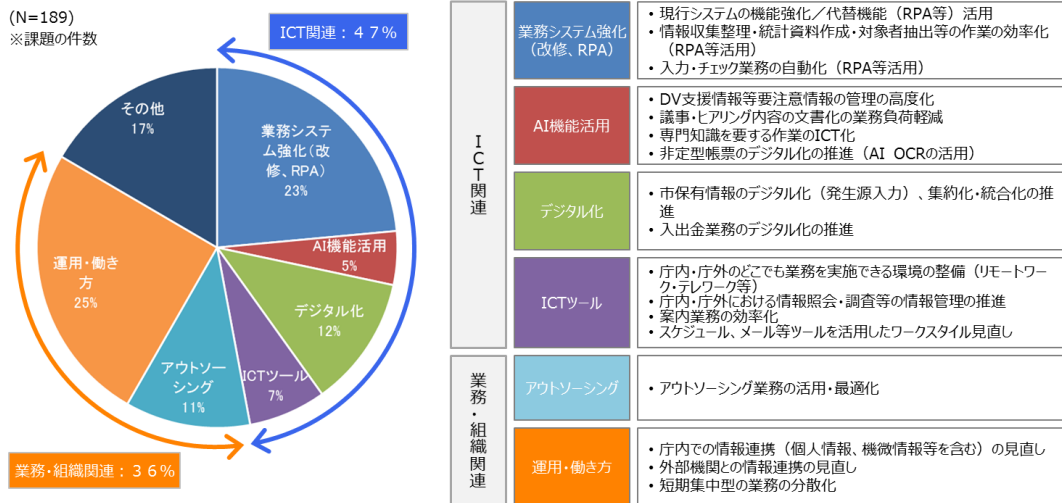 (N=189)
※課題の件数
ICT関連：４７％
その他
17%
業務システ
ム強化（改
修、RPA）
23%
AI機能活用
5%
デジタル化
12%
ICTツール
7%
アウトソー
シング
11%
運用・働き
方
25%
業務・組織関連：３６％
ＩＣＴ関連
業務システム強化
（改修、RPA）
• 現行システムの機能強化／代替機能（RPA等）活用
• 情報収集整理・統計資料作成・対象者抽出等の作業の効率化
（RPA等活用）
• 入力・チェック業務の自動化（RPA等活用）
AI機能活用
• DV支援情報等要注意情報の管理の高度化
• 議事・ヒアリング内容の文書化の業務負荷軽減
• 専門知識を要する作業のICT化
• 非定型帳票のデジタル化の推進（AI OCRの活用）
デジタル化
• 市保有情報のデジタル化（発生源入力）、集約化・統合化の推
進
• 入出金業務のデジタル化の推進
ICTツール
• 庁内・庁外のどこでも業務を実施できる環境の整備（リモートワー
ク・テレワーク等）
• 庁内・庁外における情報照会・調査等の情報管理の推進
• 案内業務の効率化
• スケジュール、メール等ツールを活用したワークスタイル見直し
業務・組織関連
アウトソーシング
• アウトソーシング業務の活用・最適化
運用・働き方
• 庁内での情報連携（個人情報、機微情報等を含む）の見直し
• 外部機関との情報連携の見直し
• 短期集中型の業務の分散化